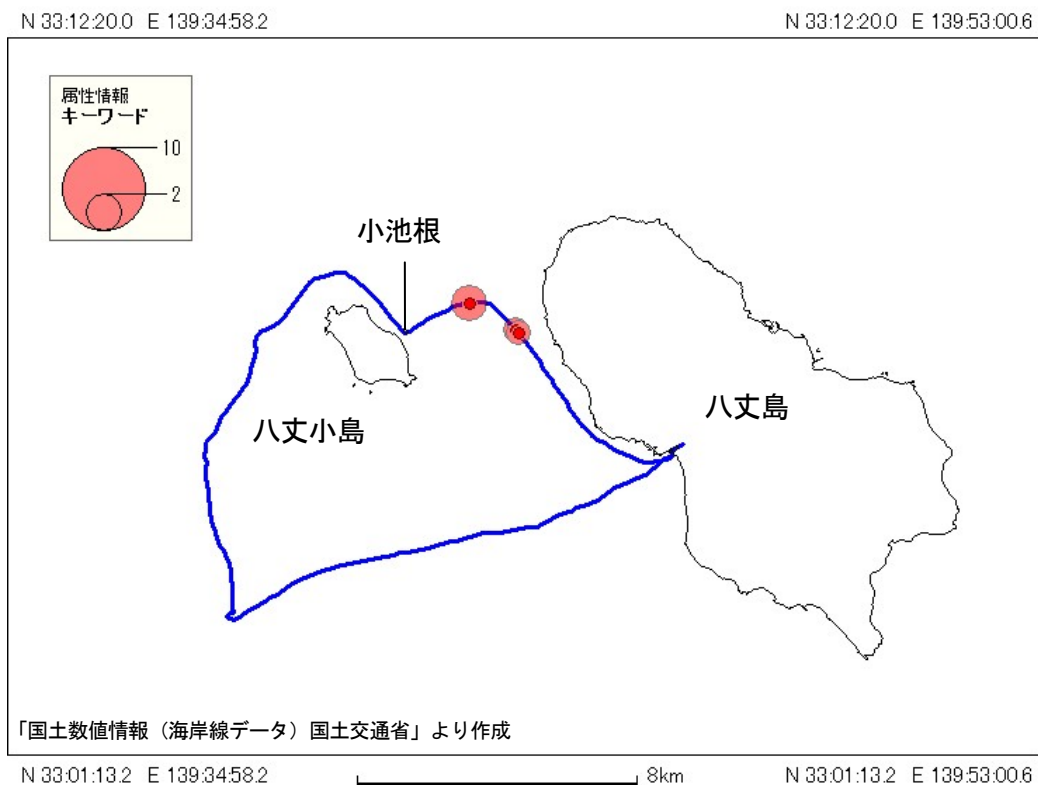 N 33:12:20.0 E 139:34:58.2
N 33:12:20.0 E 139:53:00.6
属性情報
キーワード
10
2
小池根
八丈島
八丈小島
「国土数値情報（海岸線データ）国土交通省」より作成
N 33:01:13.2 E 139:34:58.2
8km
N 33:01:13.2 E 139:53:00.6